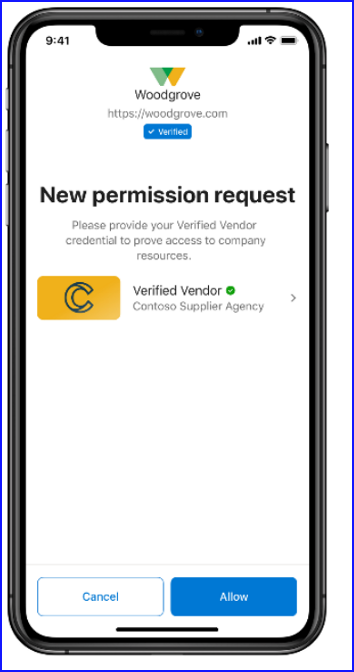 9:41
Woodgrove
https://woodgrove.com
Verified
New permission request
Please provide your Verified Vendor
credential to prove access to company
resources.
Verified Vendor
Contoso Supplier Agency
Cancel
Allow